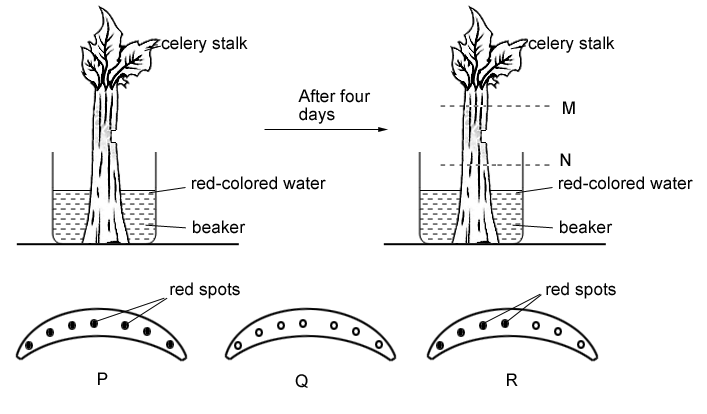 celery stalk
After four
days
celery stalk
M
N
red-colored water
beaker
red-colored water
beaker
red spots
red spots
P
Q
R